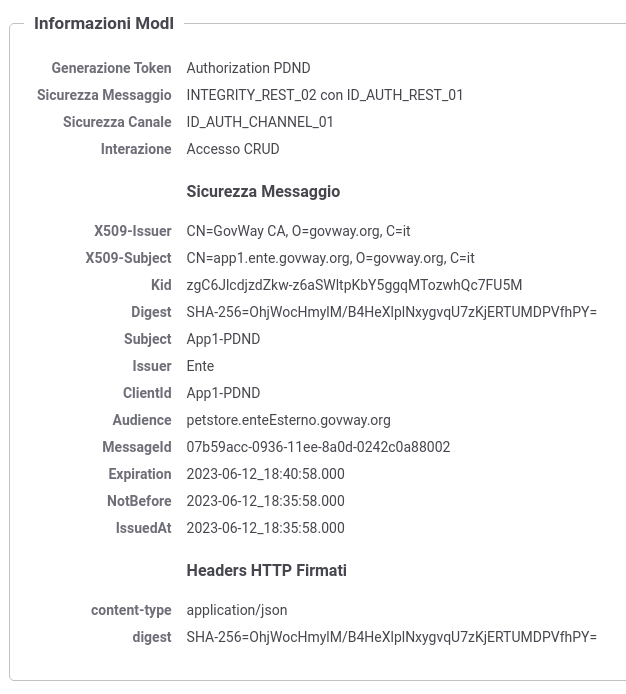 Informazioni ModI
Generazione Token Authorization PDND
Sicurezza Messaggio INTEGRITY_REST_02 con ID_AUTH_REST_01
Sicurezza Canale ID_AUTH_CHANNEL_01
Interazione Accesso CRUD
Sicurezza Messaggio
X509-Issuer CN=GovWay CA, O=govway.org, C=it
X509-Subject CN=app1.ente.govway.org, O=govway.org, C=it
Kid zgC6JlcdjzdZkw-z6aSWltpKbY5ggqMTozwhQc7FU5M
Digest SHA-256=OhjWocHmylM/B4HeXlplNxygvqU7zKjERTUMDPVfhPY=
Subject App1-PDND
Issuer Ente
ClientId App1-PDND
Audience petstore.enteEsterno.govway.org
MessageId 07b59acc-0936-11ee-8a0d-0242c0a88002
Expiration 2023-06-12_18:40:58.000
NotBefore 2023-06-12_18:35:58.000
IssuedAt 2023-06-12_18:35:58.000
Headers HTTP Firmati
content-type application/json
digest SHA-256=OhjWocHmylM/B4HeXlplNxygvqU7zKjERTUMDPVfhPY=